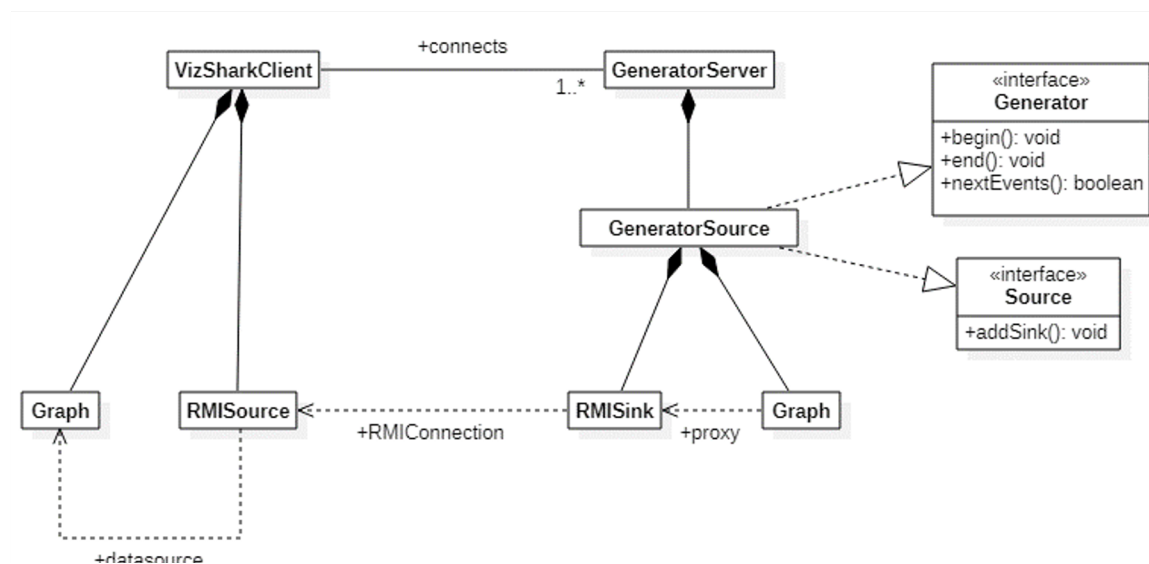 +connects
VizSharkClient
GeneratorServer
1..*
«interface»
Generator
+begin(): void
+end(): void
+nextEvents(): boolean
GeneratorSource
«interface»
Source
+addSink(): void
Graph
RMISource
RMISink
Graph
+RMIConnection
+proxy
+datasource